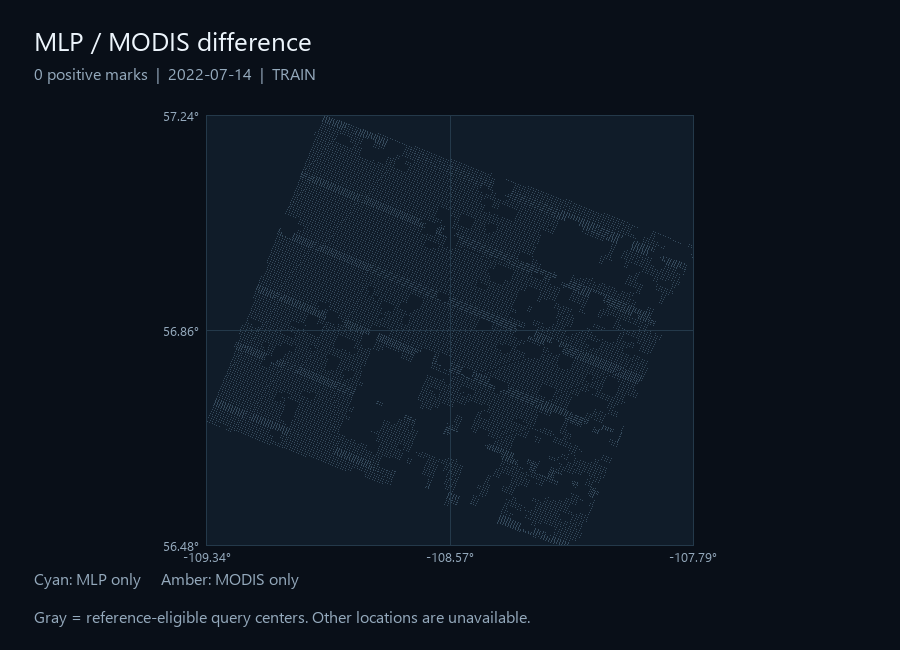 MLP / MODIS difference
0 positive marks | 2022-07-14 | TRAIN
57.24°
56.86°
56.48°
-109.34° -108.57° -107.79°
Cyan: MLP only Amber: MODIS only
Gray = reference-eligible query centers. Other locations are unavailable.